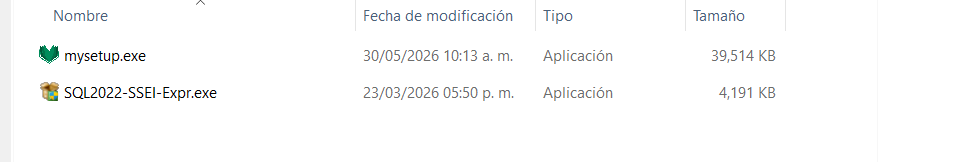 Nombre Fecha de modificación Tipo Tamaño
mysetup.exe 30/05/2026 10:13 a. m. Aplicación 39,514 KB
SQL2022-SSEI-Expr.exe 23/03/2026 05:50 p. m. Aplicación 4,191 KB